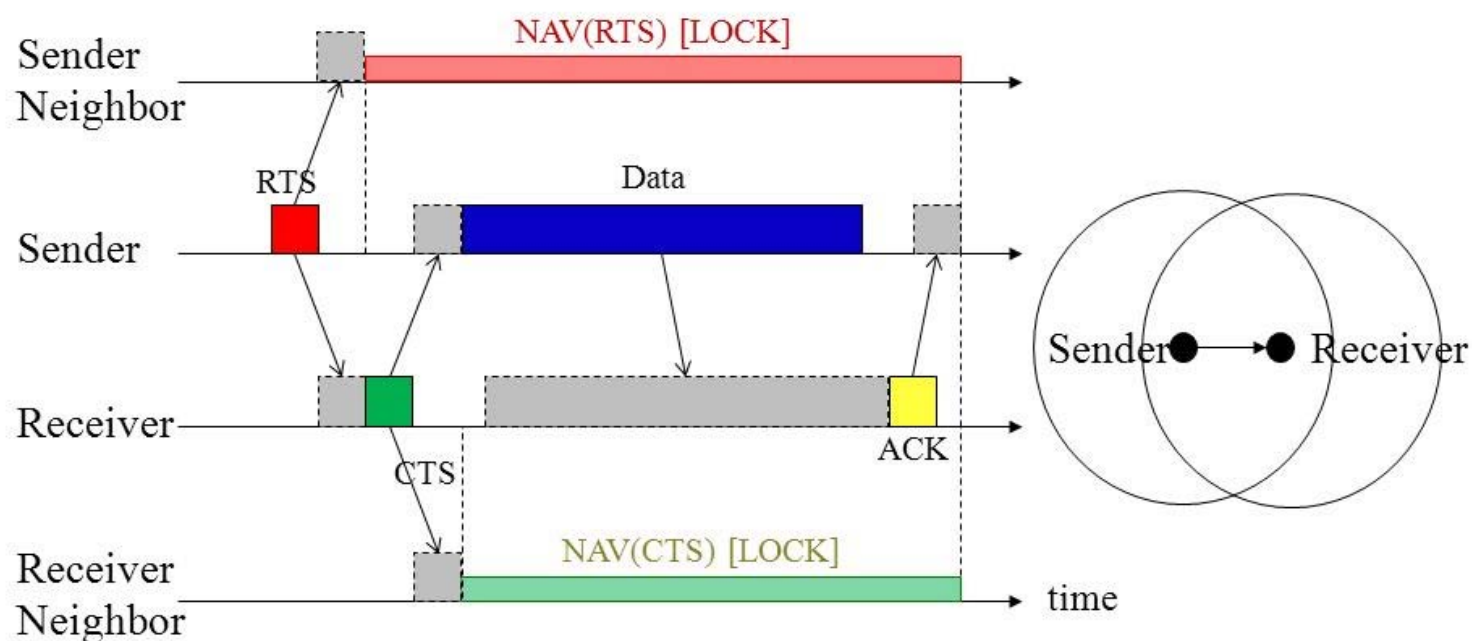 NAV(RTS) [LOCK]
Sender
Neighbor
RTS
Data
Sender
Sender
Receiver
Receiver
ACK
CTS
NAV(CTS) [LOCK]
Receiver
Neighbor
time